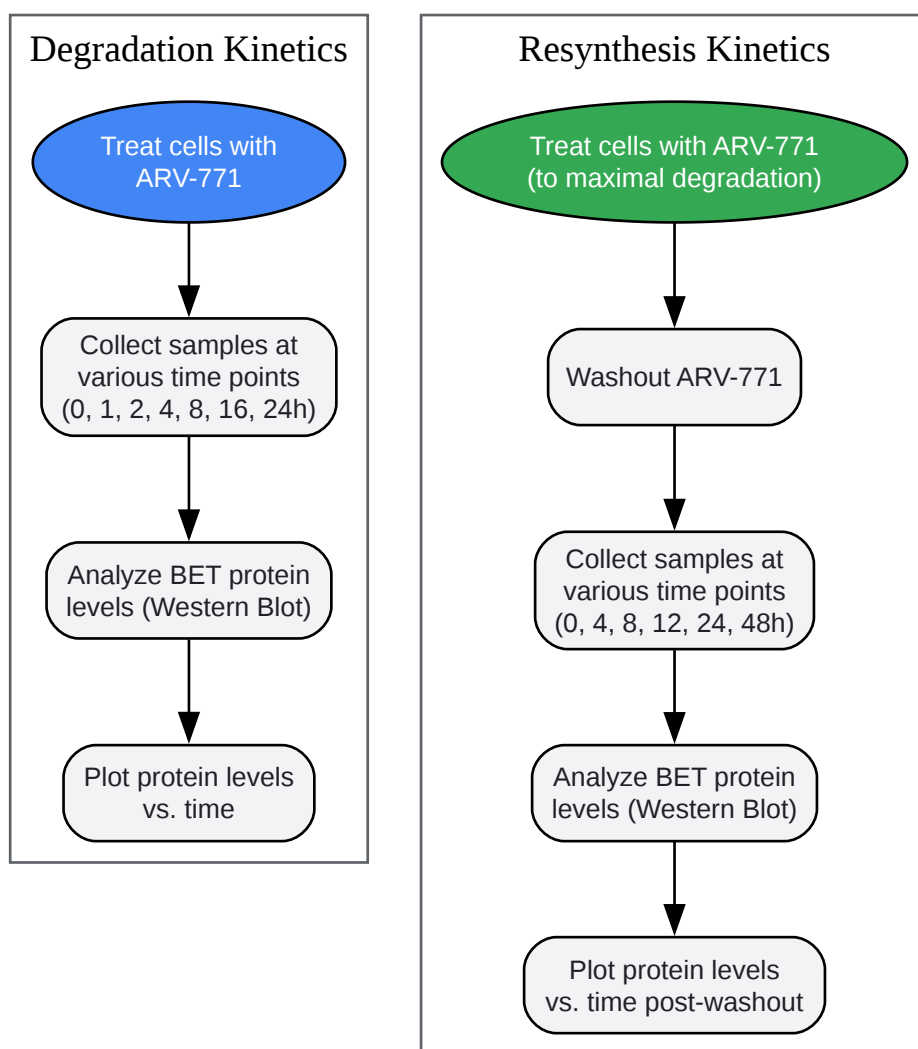 Degradation Kinetics
Treat cells with
ARV-771
Collect samples at
various time points
(0, 1, 2, 4, 8, 16, 24h)
Analyze BET protein
levels (Western Blot)
Plot protein levels
vs. time
Resynthesis Kinetics
Treat cells with ARV-771
(to maximal degradation)
Washout ARV-771
Collect samples at
various time points
(0, 4, 8, 12, 24, 48h)
Analyze BET protein
levels (Western Blot)
Plot protein levels
vs. time post-washout